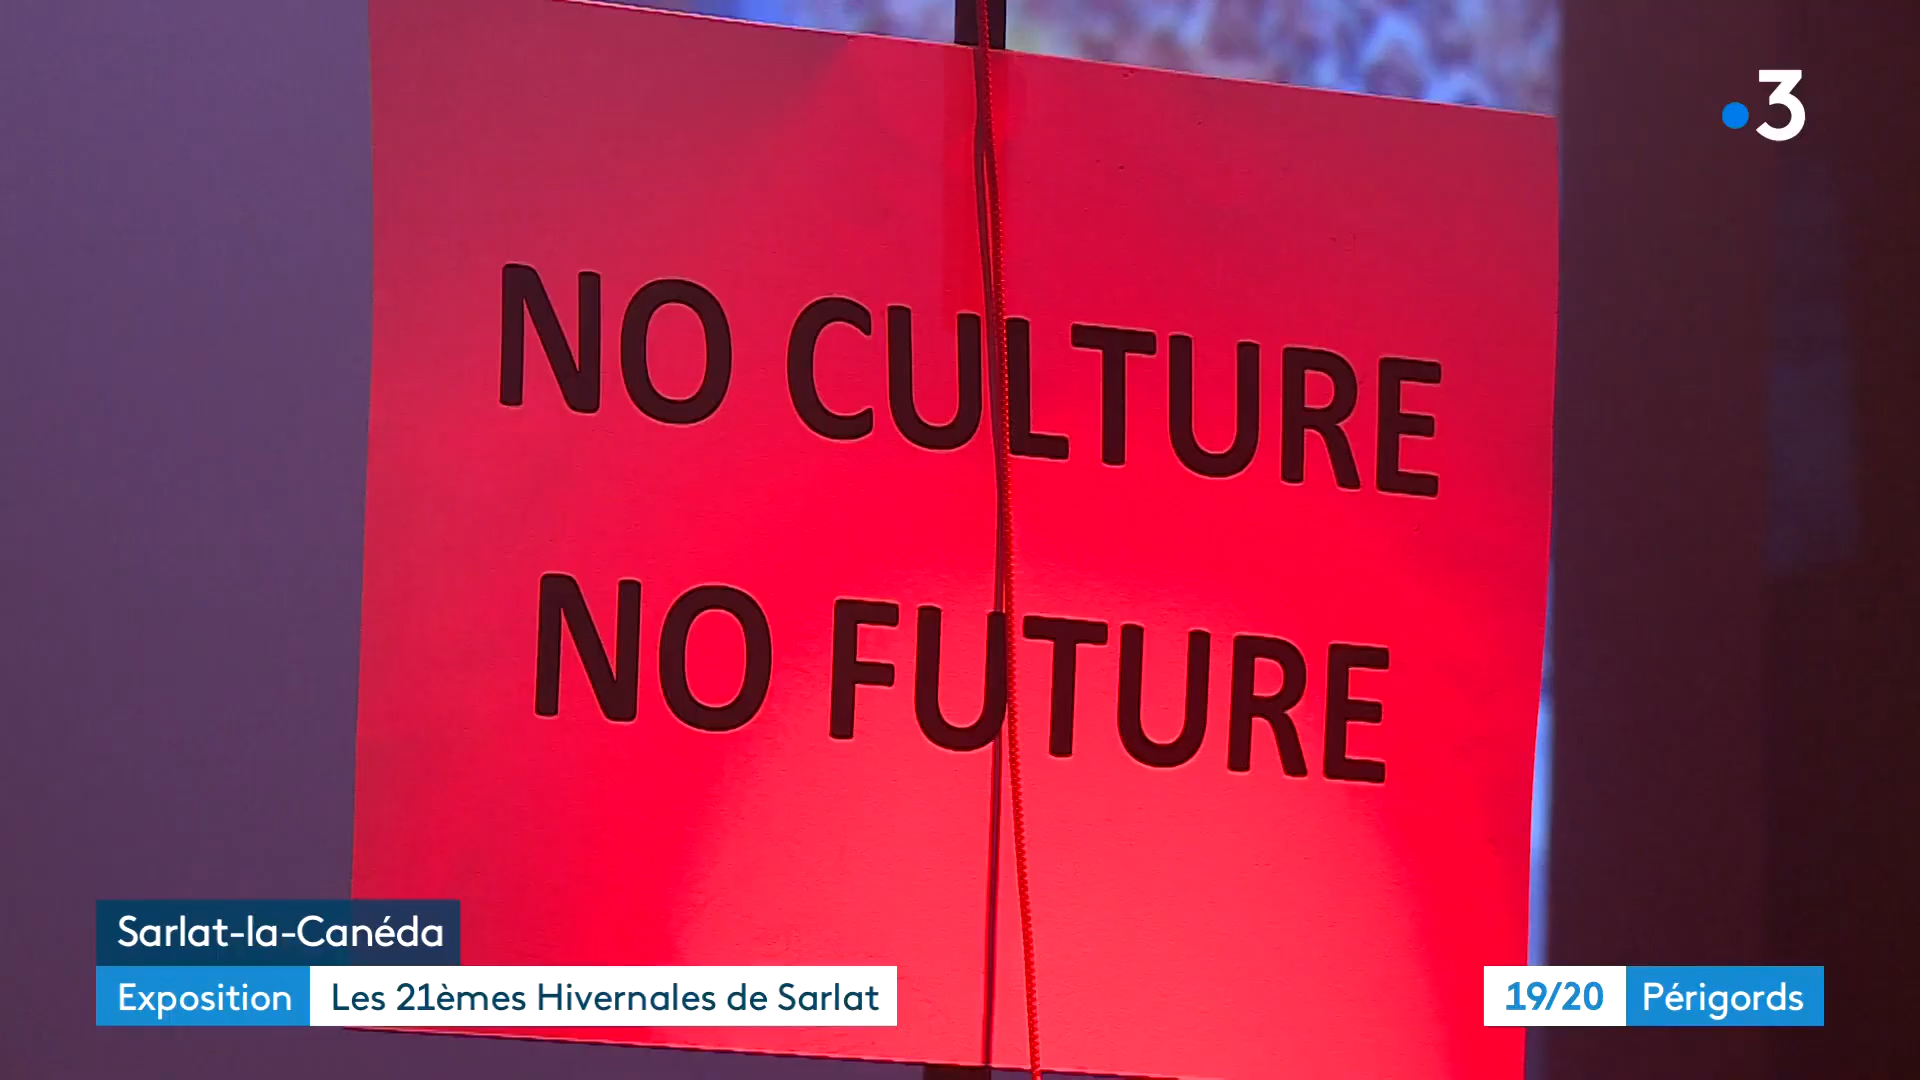 3
NO CULTURE
NO FUTURE
Sarlat-la-Canéda
Exposition Les 21èmes Hivernales de Sarlat
19/20 Périgords